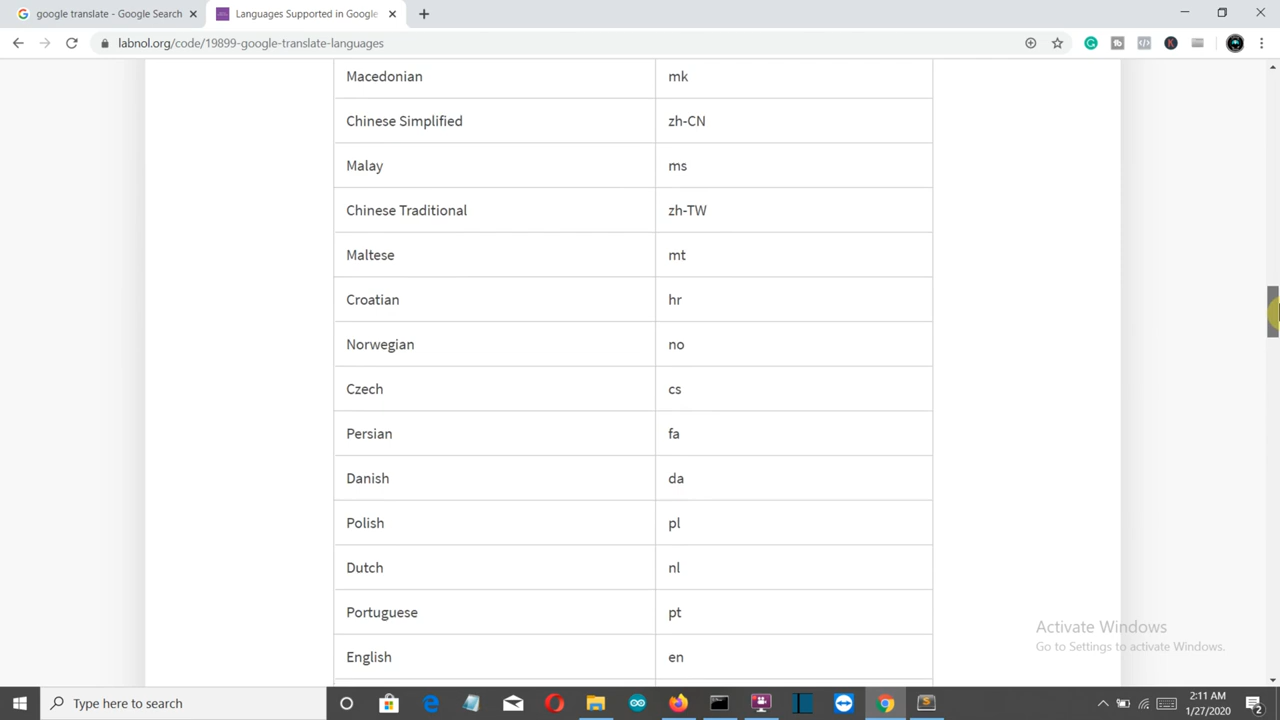 google translate - Google Search
Languages Supported in Google
labnol.org/code/19899-google-translate-languages
Macedonian mk
Chinese Simplified zh-CN
Malay ms
Chinese Traditional zh-TW
Maltese mt
Croatian hr
Norwegian no
Czech cs
Persian fa
Danish da
Polish pl
Dutch nl
Portuguese pt
English en
Activate Windows
Go to Settings to activate Windows.
Type here to search
2:11 AM
1/27/2020
2